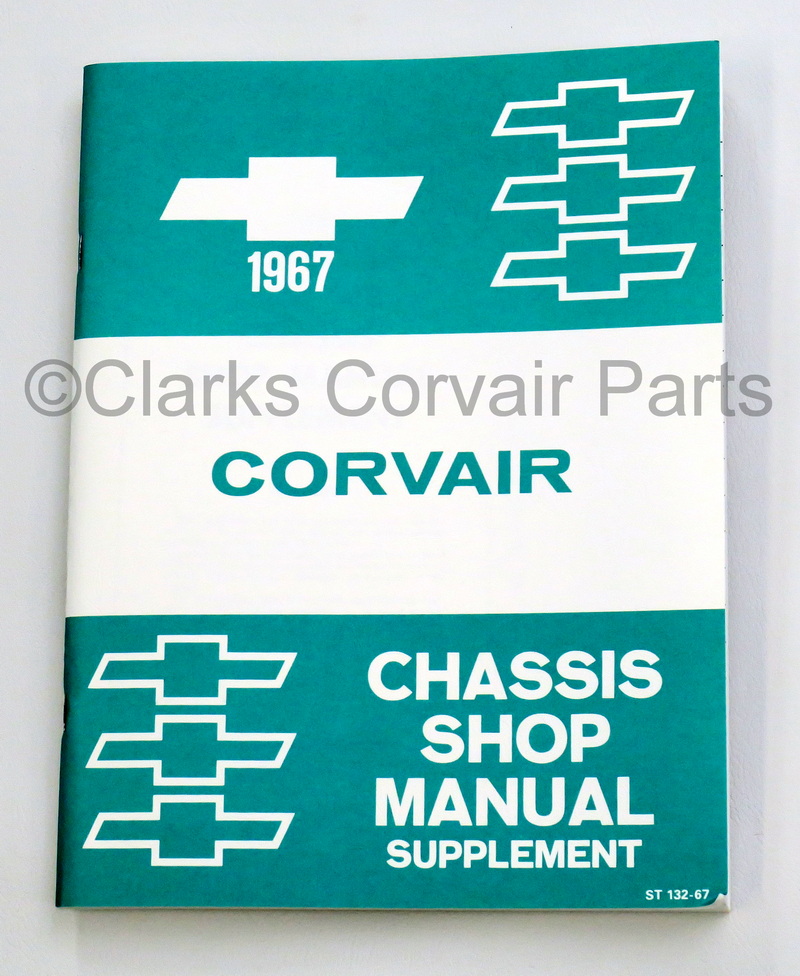 1967
©Clarks Corvair Parts
CORVAIR
CHASSIS
SHOP
MANUAL
SUPPLEMENT
ST 132-67